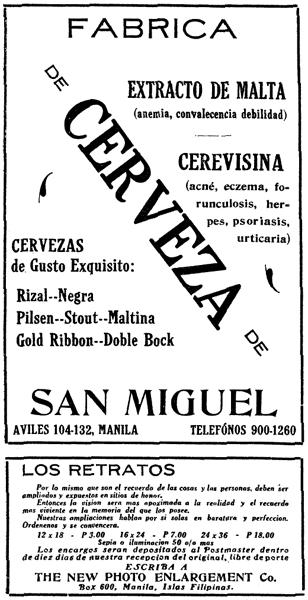 FABRICA
DE
CERVEZA
DE
EXTRACTO DE MALTA
(anemia, convalecencia debilidad)
CEREVISINA
(acné, eczema, fo-
runculosis, her-
pes, psoriasis,
urticaria)
CERVEZAS
de Gusto Exquisito:
Rizal--Negra
Pilsen--Stout--Maltina
Gold Ribbon--Doble Bock
SAN MIGUEL
AVILES 104-132, MANILA TELEFÓNOS 900-1260
LOS RETRATOS
Por lo mismo que son el recuerdo de las cosas y las personas, deben ser
ampliados y expuestos en sitios de honor.
Entonces la vision sera mas aproximada a la realidad y el recuerdo
mas viviente en la memoria del que los posee.
Nuestras ampliaciones hablan por si solas en baratura y perfeccion.
Ordenenos y se convencera.
12 x 18 - P 3.00 16 x 24 - P 7.00 24 x 36 - P 18.00
Sepia o iluminacion 50 o/o mas
Los encargos seran depositados al Postmaster dentro
de diez dias de nuestra recepcion del original, libre de porte
ESCRIBA A
THE NEW PHOTO ENLARGEMENT Co.
Box 600, Manila, Islas Filipinas.